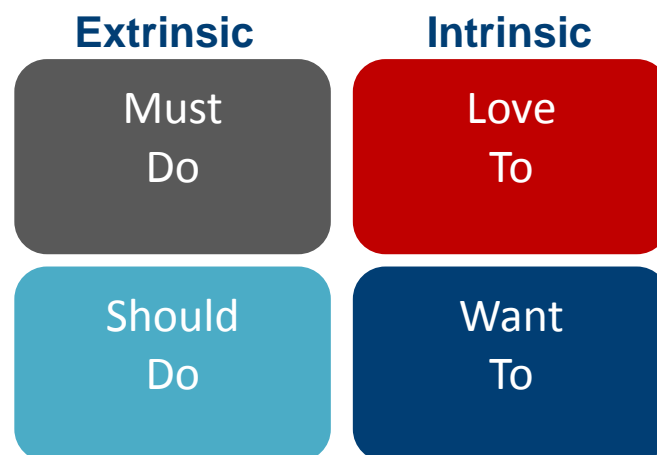 Extrinsic
Intrinsic
Must
Do
Love
To
Should
Do
Want
To